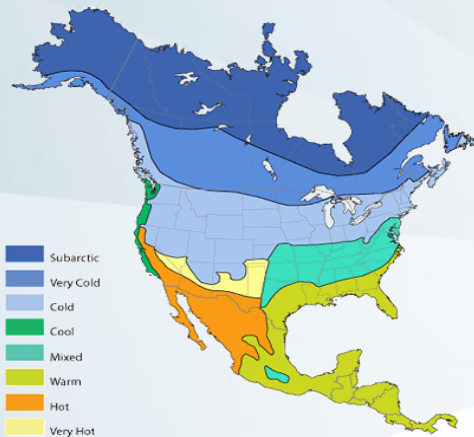 Subarctic
Very Cold
Cold
Cool
Mixed
Warm
Hot
Very Hot